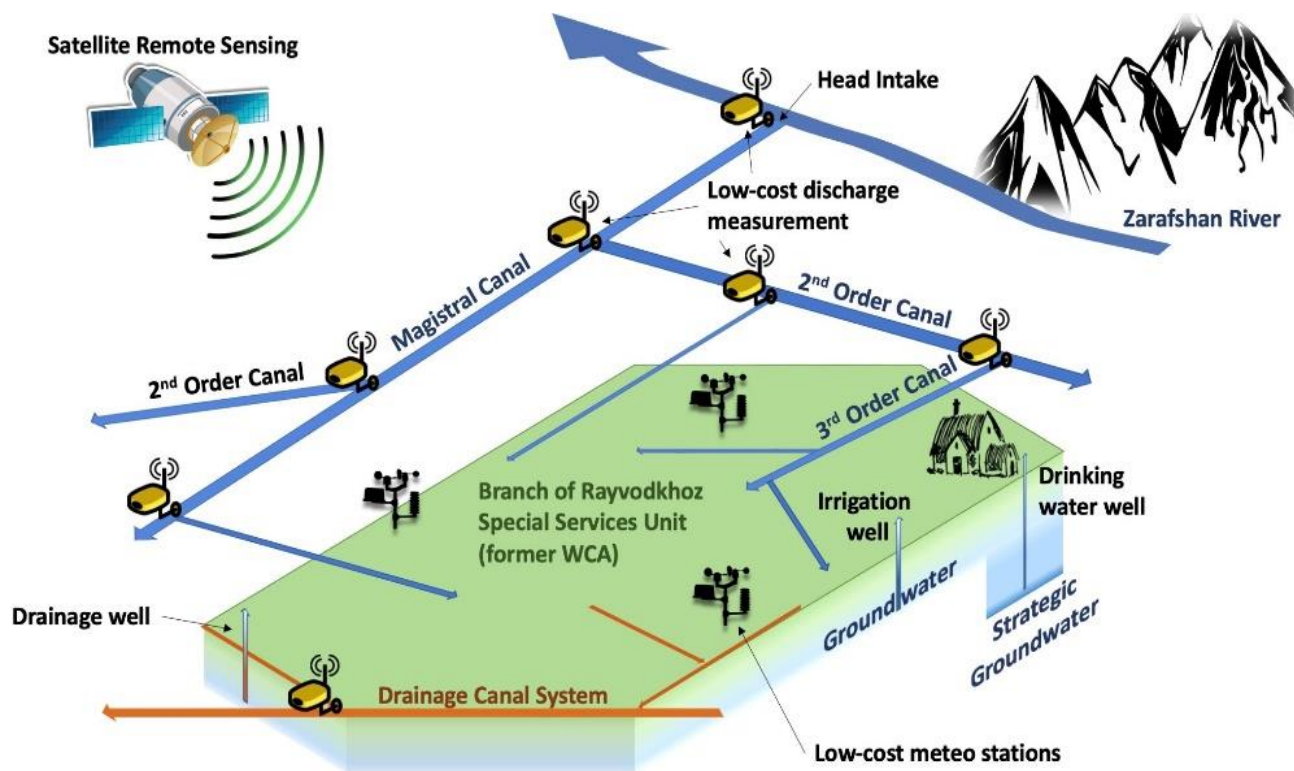 Satellite Remote Sensing
Head Intake
Low-cost discharge
measurement
Zarafshan River
Magistral Canal
2nd Order Canal
2nd Order Canal
3rd Order Canal
Branch of Rayvodkhoz
Special Services Unit
(former WCA)
Irrigation
well
Drinking
water well
Drainage well
Groundwater
Strategic
Groundwater
Drainage Canal System
Low-cost meteo stations